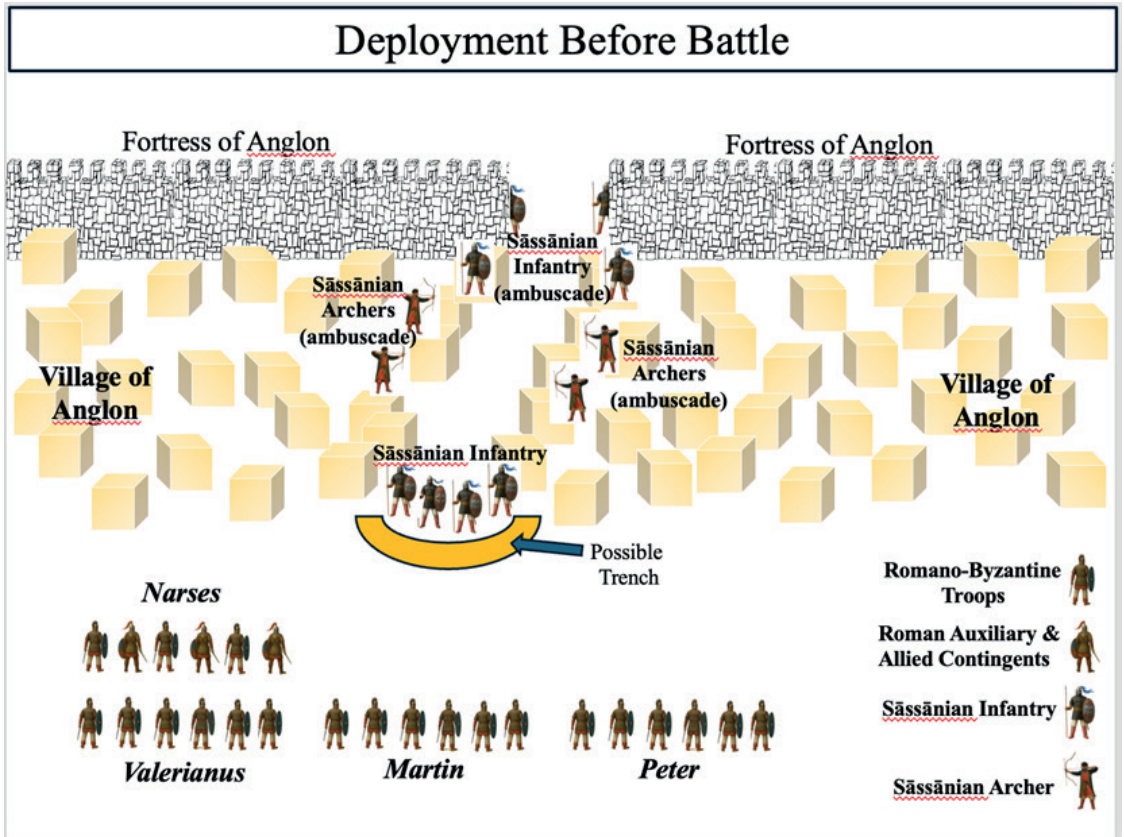 Deployment Before Battle
Fortress of Anglon
Fortress of Anglon
Sāssānian
Infantry
(ambuscade)
Sāssānian
Archers
(ambuscade)
Sāssānian
Archers
(ambuscade)
Village of
Anglon
Village of
Anglon
Sāssānian Infantry
Possible
Trench
Narses
Valerianus
Martin
Peter
Romano-Byzantine
Troops
Roman Auxiliary &
Allied Contingents
Sāssānian Infantry
Sāssānian Archer